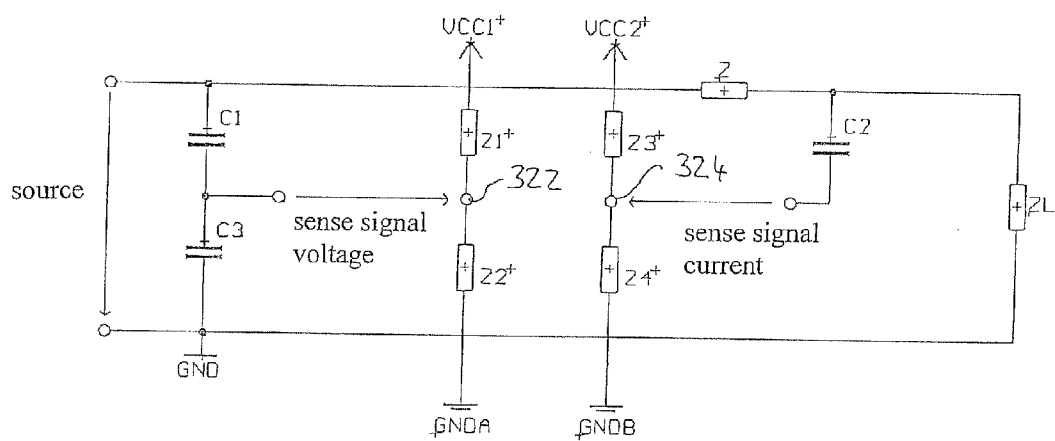 VCC1+
VCC2+
Z
C1
Z1+
Z3+
C2
322
324
source
sense signal
voltage
sense signal
current
ZL
C3
Z2+
Z4+
GND
GNDA
GNDB